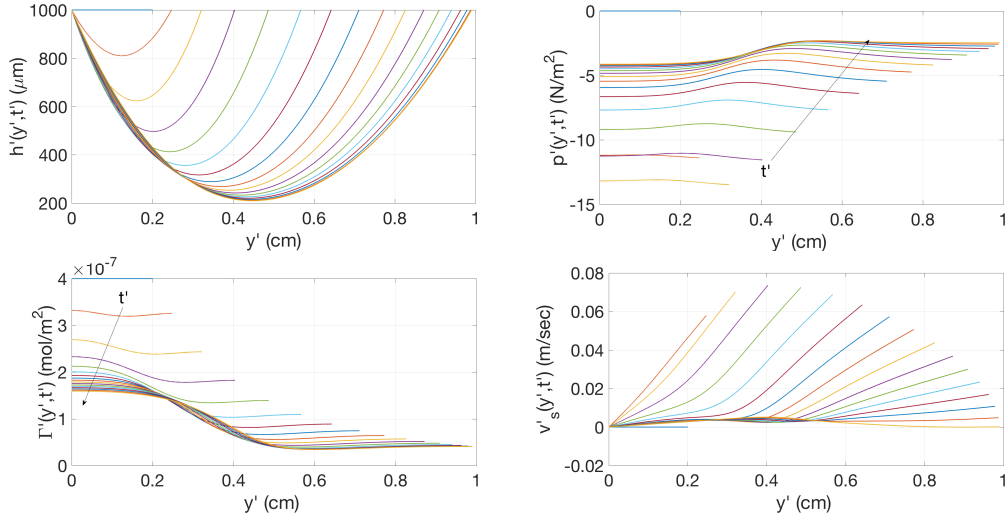 1000
800
600
400
200
h'(y',t') (μm)
0 0.2 0.4 0.6 0.8 1
y' (cm)
0
-5
-10
-15
p'(y',t') (N/m²)
t'
0 0.2 0.4 0.6 0.8 1
y' (cm)
×10⁻⁷
4
3
2
1
0
Γ'(y',t') (mol/m²)
t'
0 0.2 0.4 0.6 0.8 1
y' (cm)
0.08
0.06
0.04
0.02
0
-0.02
v'ₛ(y',t') (m/sec)
0 0.2 0.4 0.6 0.8 1
y' (cm)